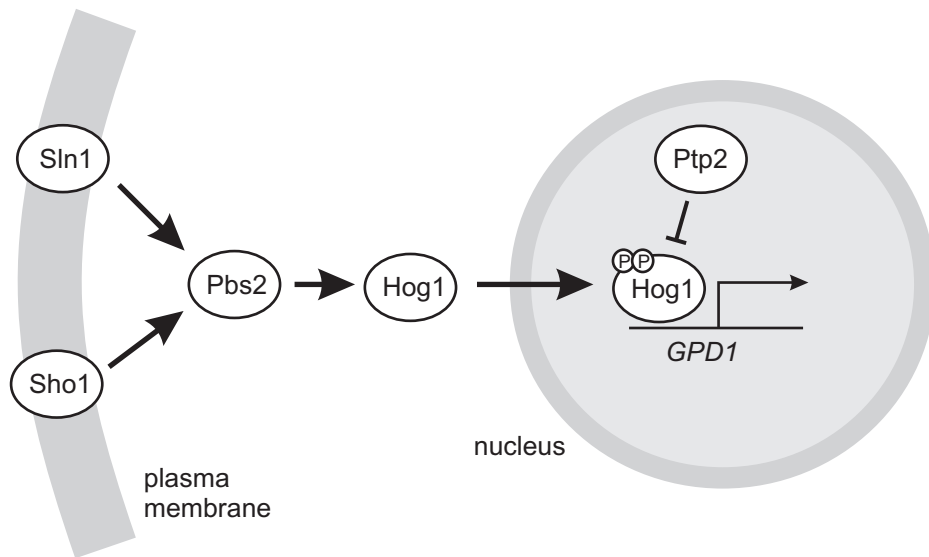 Sln1
Ptp2
P P
Pbs2
Hog1
Hog1
GPD1
Sho1
nucleus
plasma
membrane